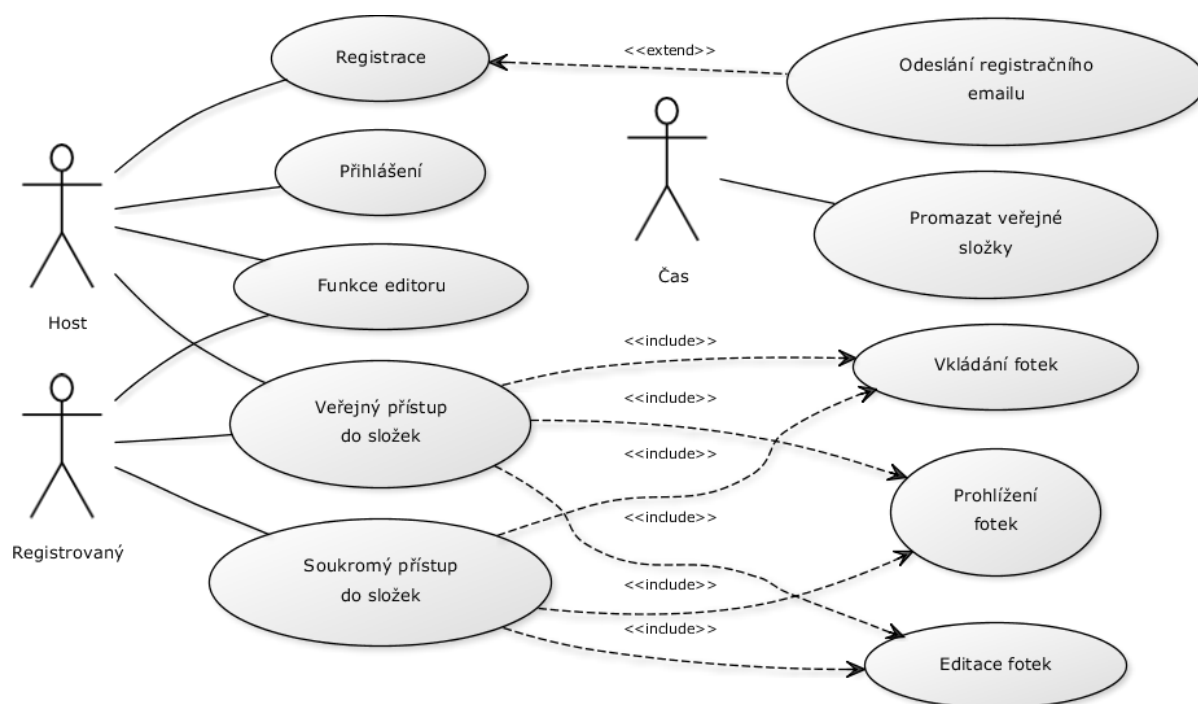 Registrace
<<extend>>
Odeslání registračního
emailu
Přihlášení
Promazat veřejné
složky
Čas
Funkce editoru
Host
<<include>>
Vkládání fotek
<<include>>
Veřejný přístup
do složek
<<include>>
Prohlížení
fotek
<<include>>
Registrovaný
Soukromý přístup
do složek
<<include>>
<<include>>
Editace fotek